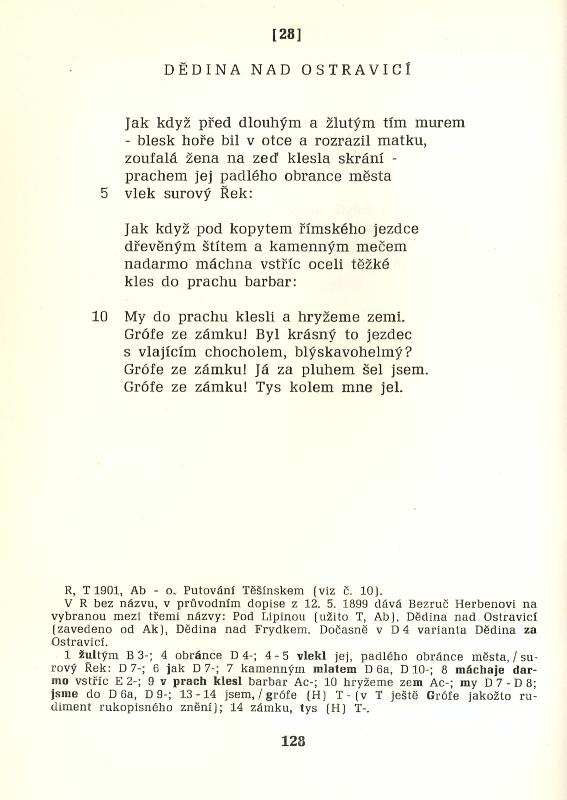 [28]
DĚDINA NAD OSTRAVICÍ
Jak když před dlouhým a žlutým tím murem
- blesk hoře bil v otce a rozrazil matku,
zoufalá žena na zeď klesla skrání -
prachem jej padlého obrance města
5 vlek surový Řek:
Jak když pod kopytem římského jezdce
dřevěným štítem a kamenným mečem
nadarmo máchna vstříc oceli těžké
kles do prachu barbar:
10 My do prachu klesli a hryžeme zemi.
Grófe ze zámku! Byl krásný to jezdec
s vlajícím chocholem, blýskavohelmý?
Grófe ze zámku! Já za pluhem šel jsem.
Grófe ze zámku! Tys kolem mne jel.
R, T 1901, Ab - o. Putování Těšínskem (viz č. 10).
V R bez názvu, v průvodním dopise z 12. 5. 1899 dává Bezruč Herbenovi na
vybranou mezi třemi názvy: Pod Lipinou (užito T, Ab), Dědina nad Ostravicí
(zavedeno od Ak), Dědina nad Frydkem. Dočasně v D 4 varianta Dědina za
Ostravicí.
1 žultým B 3-; 4 obránce D 4-; 4-5 vlekl jej, padlého obránce města, / su-
rový Řek: D 7-; 6 jak D 7-; 7 kamenným mlatem D 6a, D 10-; 8 máchaje dar-
mo vstříc E 2-; 9 v prach klesl barbar Ac-; 10 hryžeme zem Ac-; my D 7 - D 8;
jsme do D 6a, D 9-; 13-14 jsem, / grófe (H) T - (v T ještě Grófe jakožto ru-
diment rukopisného znění); 14 zámku, tys (H) T-.
128